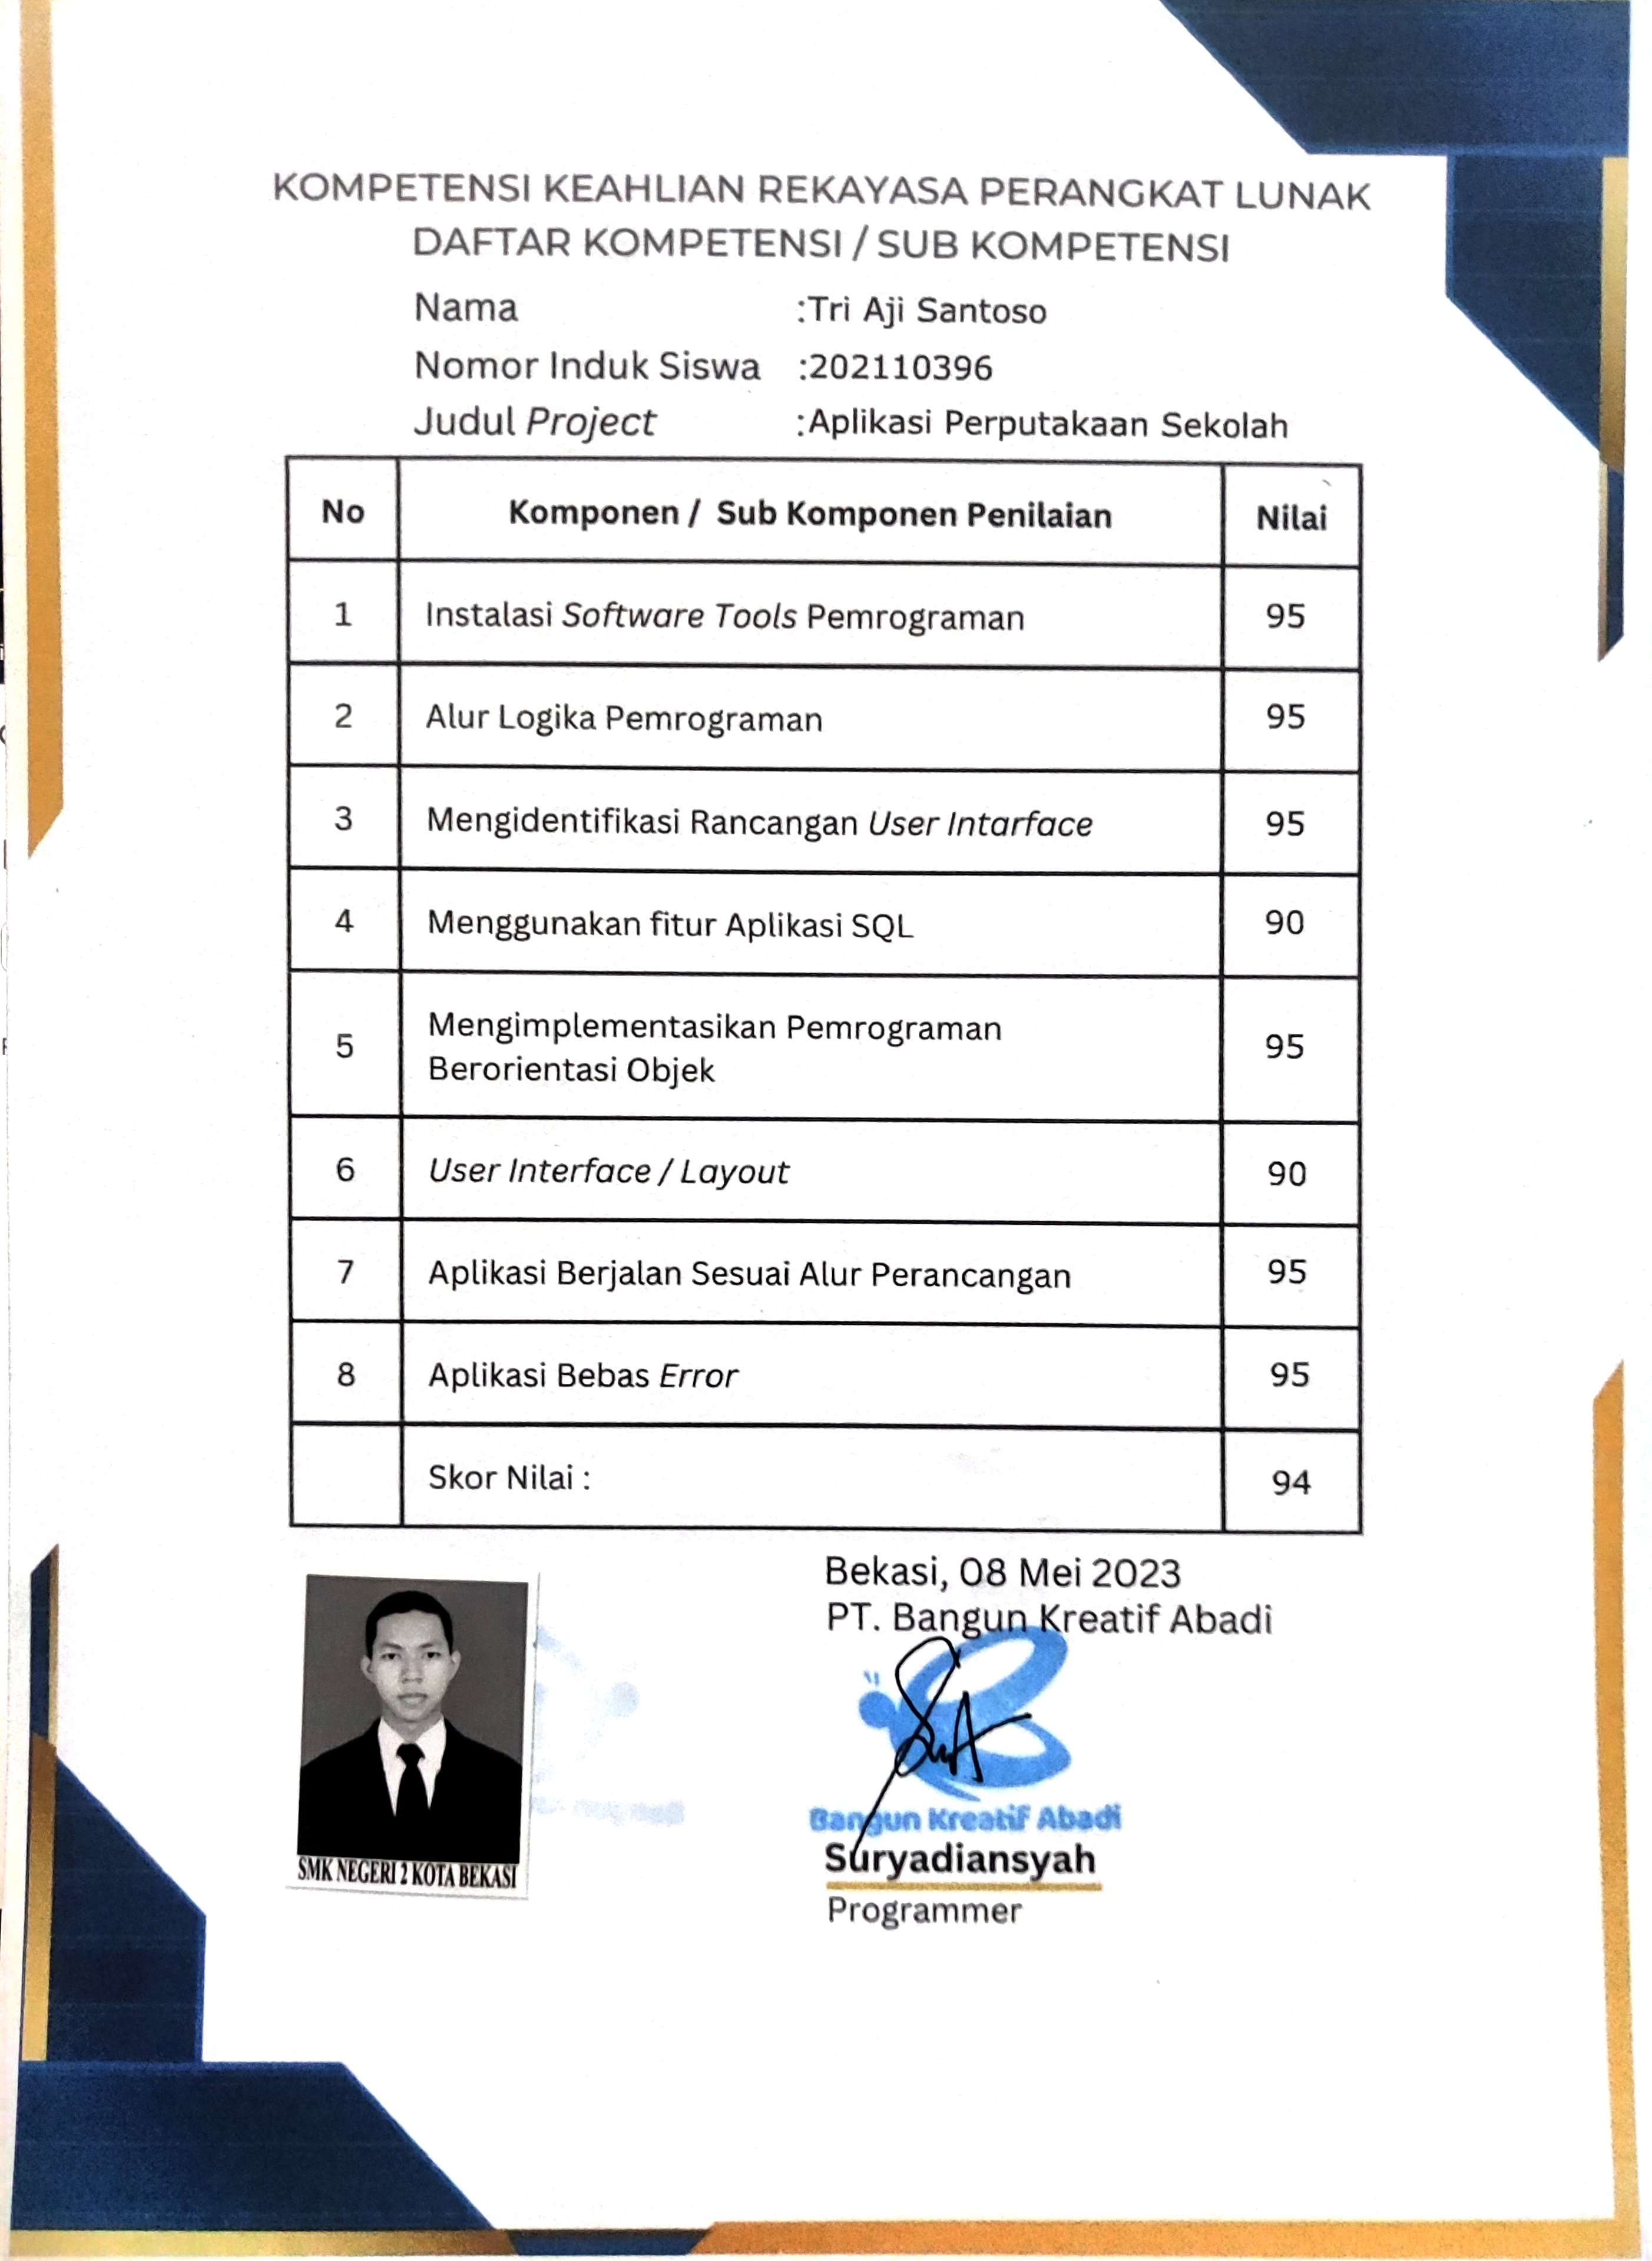 KOMPETENSI KEAHLIAN REKAYASA PERANGKAT LUNAK
DAFTAR KOMPETENSI / SUB KOMPETENSI
Nama :Tri Aji Santoso
Nomor Induk Siswa :202110396
Judul Project :Aplikasi Perputakaan Sekolah
No Komponen / Sub Komponen Penilaian Nilai
1 Instalasi Software Tools Pemrograman 95
2 Alur Logika Pemrograman 95
3 Mengidentifikasi Rancangan User Intarface 95
4 Menggunakan fitur Aplikasi SQL 90
5 Mengimplementasikan Pemrograman 95
Berorientasi Objek
6 User Interface / Layout 90
7 Aplikasi Berjalan Sesuai Alur Perancangan 95
8 Aplikasi Bebas Error 95
Skor Nilai : 94
Bekasi, 08 Mei 2023
PT. Bangun Kreatif Abadi
Bangun Kreatif Abadi
Suryadiansyah
Programmer
SMK NEGERI 2 KOTA BEKASI